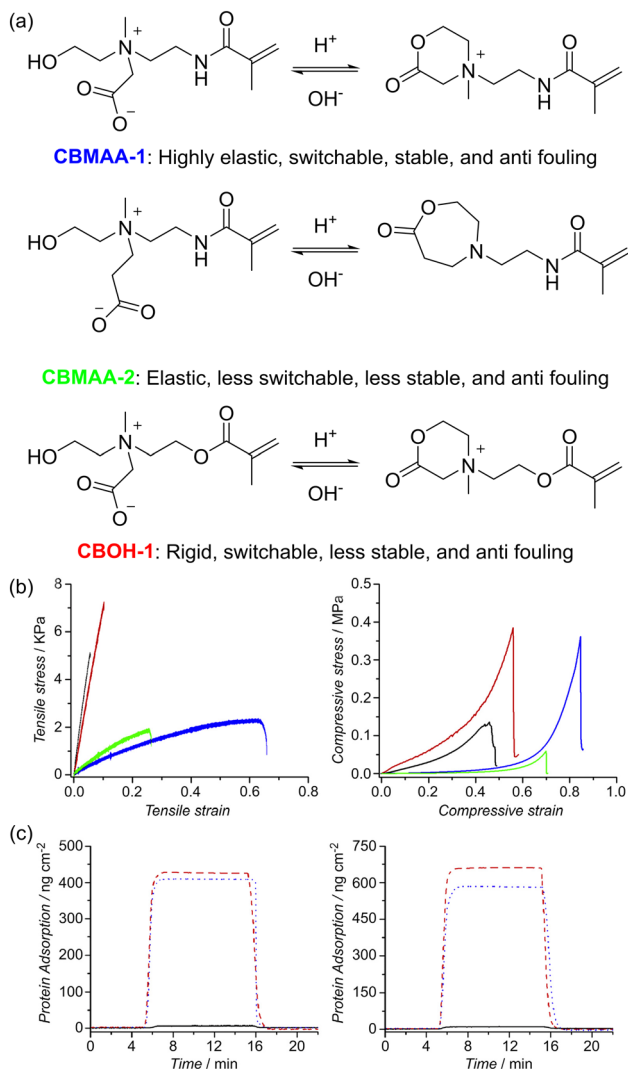 (a)
HO
N
+
O
O
−
N
H
O
H⁺
OH⁻
O
O
N
+
N
H
O
CBMAA-1: Highly elastic, switchable, stable, and anti fouling
HO
N
+
−
O
O
N
H
O
H⁺
OH⁻
O
O
N
N
H
O
CBMAA-2: Elastic, less switchable, less stable, and anti fouling
HO
N
+
O
O
−
O
O
H⁺
OH⁻
O
O
N
+
O
O
CBOH-1: Rigid, switchable, less stable, and anti fouling
(b)
Tensile stress / KPa
8
6
4
2
0
0.0 0.2 0.4 0.6 0.8
Tensile strain
Compressive stress / MPa
0.5
0.4
0.3
0.2
0.1
0.0
0.0 0.2 0.4 0.6 0.8 1.0
Compressive strain
(c)
Protein Adsorption / ng cm⁻²
500
400
300
200
100
0
0 4 8 12 16 20
Time / min
Protein Adsorption / ng cm⁻²
750
600
450
300
150
0
0 4 8 12 16 20
Time / min